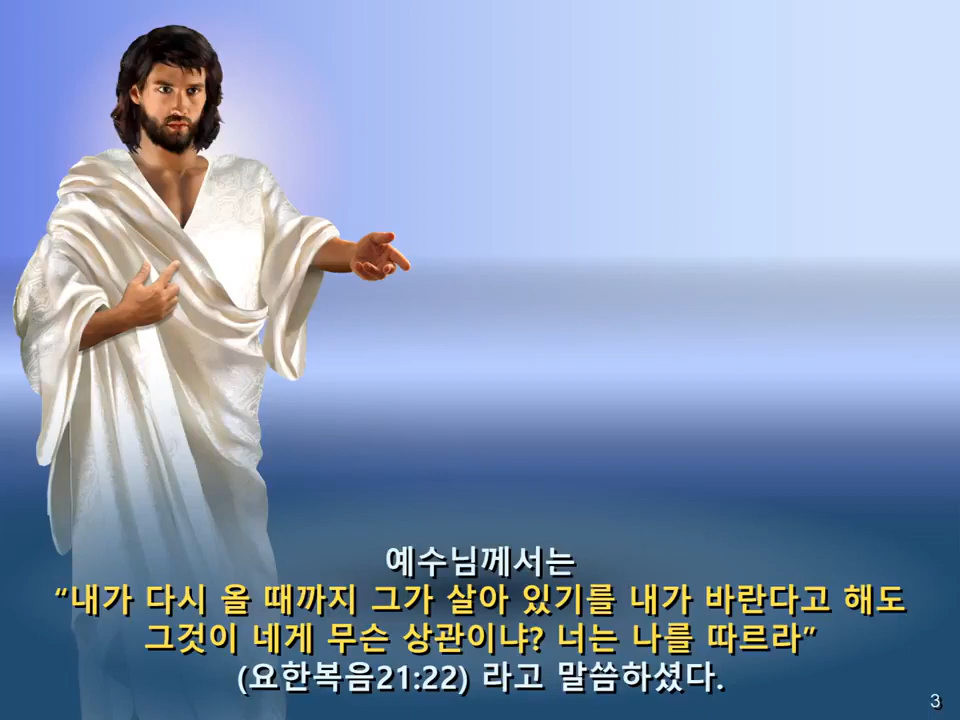 예수님께서는
“내가 다시 올 때까지 그가 살아 있기를 내가 바란다고 해도
그것이 네게 무슨 상관이냐? 너는 나를 따르라”
(요한복음21:22) 라고 말씀하셨다.
3